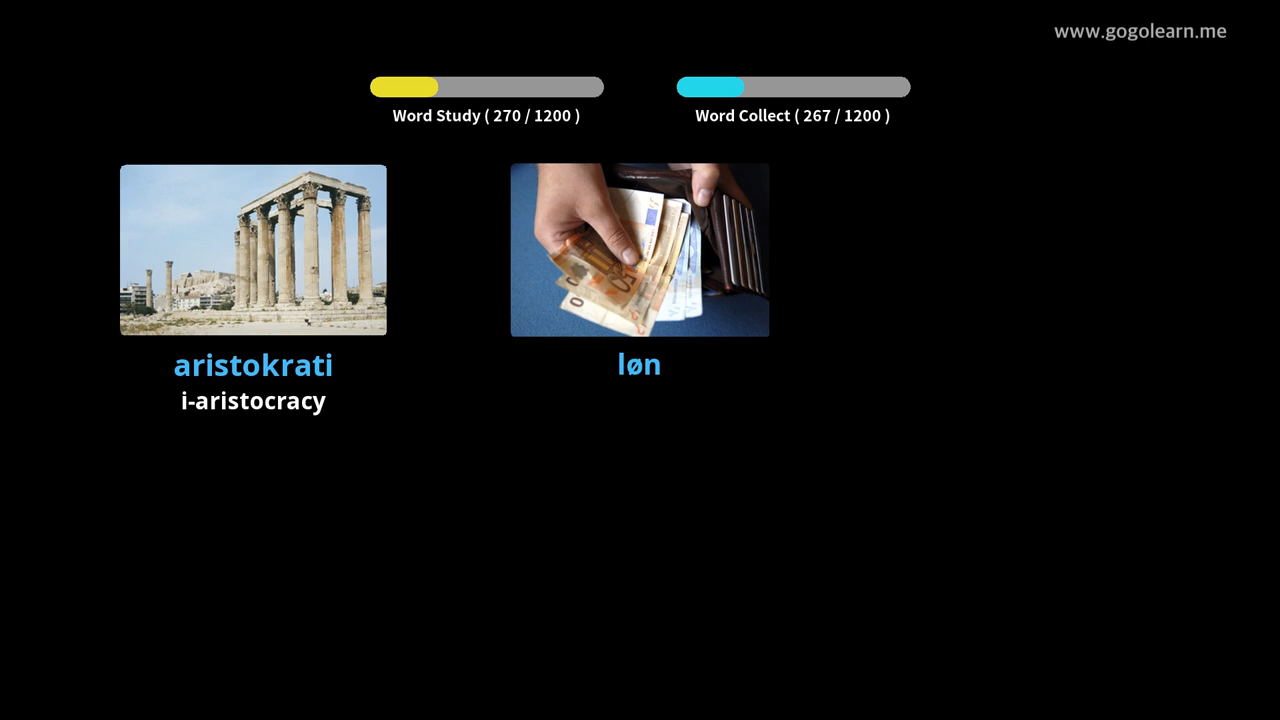 www.gogolearn.me
Word Study ( 270 / 1200 )
Word Collect ( 267 / 1200 )
aristokrati
i-aristocracy
løn